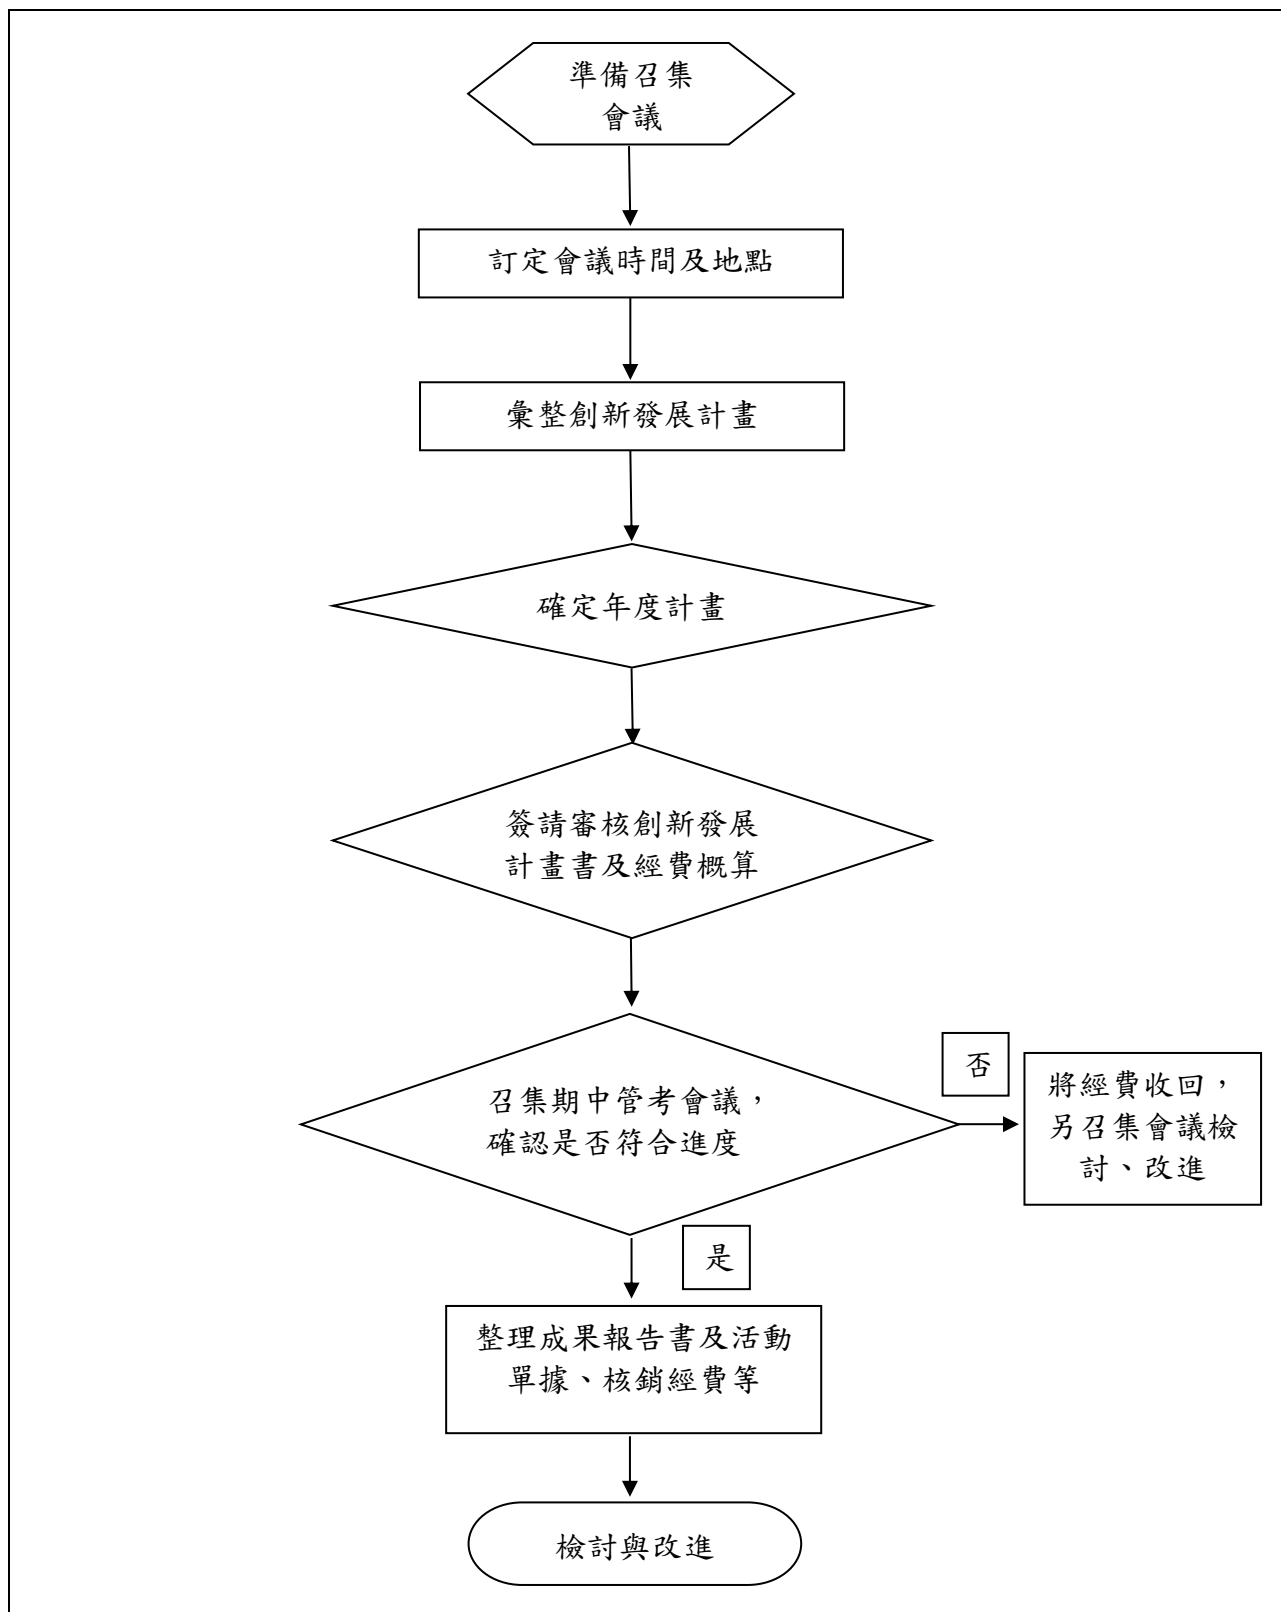 準備召集
會議
訂定會議時間及地點
彙整創新發展計畫
確定年度計畫
簽請審核創新發展
計畫書及經費概算
召集期中管考會議，
確認是否符合進度
否
將經費收回，
另召集會議檢
討、改進
是
整理成果報告書及活動
單據、核銷經費等
檢討與改進